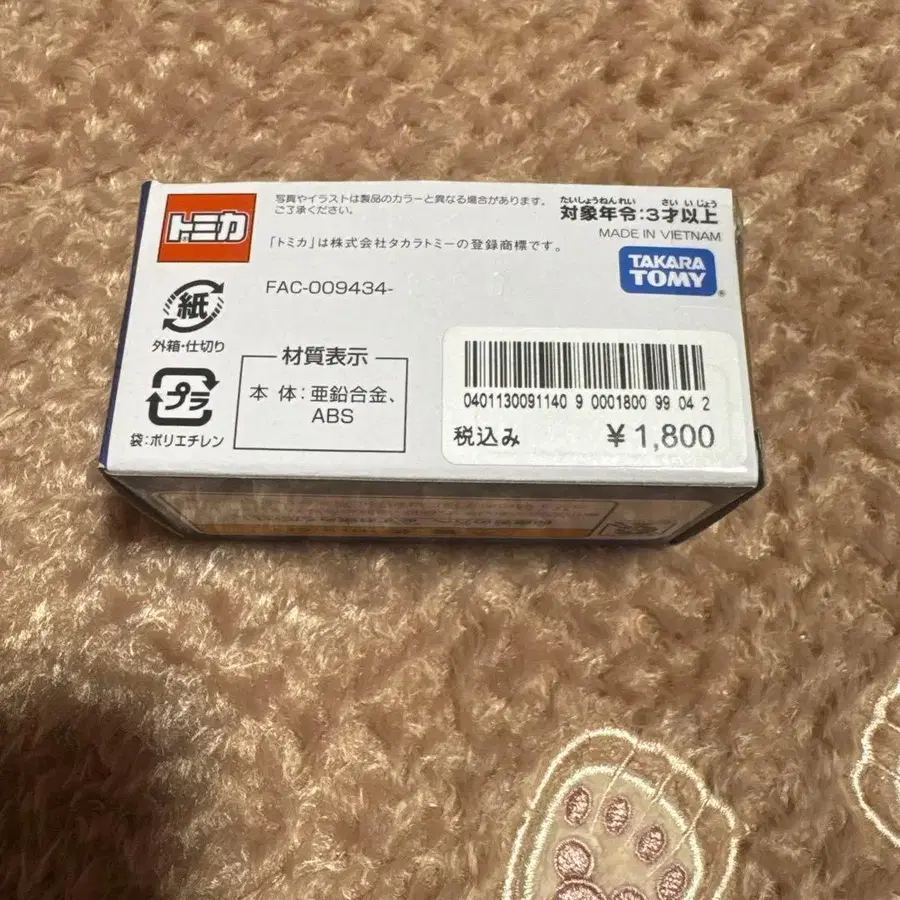 トミカ
写真やイラストは製品のカラーと異なる場合があります。
ご了承ください。
「トミカ」は株式会社タカラトミーの登録商標です。
たいしょうねんれい さいいじょう
対象年令:3才以上
MADE IN VIETNAM
TAKARA
TOMY®
FAC-009434-
紙
外箱・仕切り
プラ
袋:ポリエチレン
材質表示
本 体:亜鉛合金、
ABS
0401130091140 9 0001800 99 04 2
税込み ¥1,800